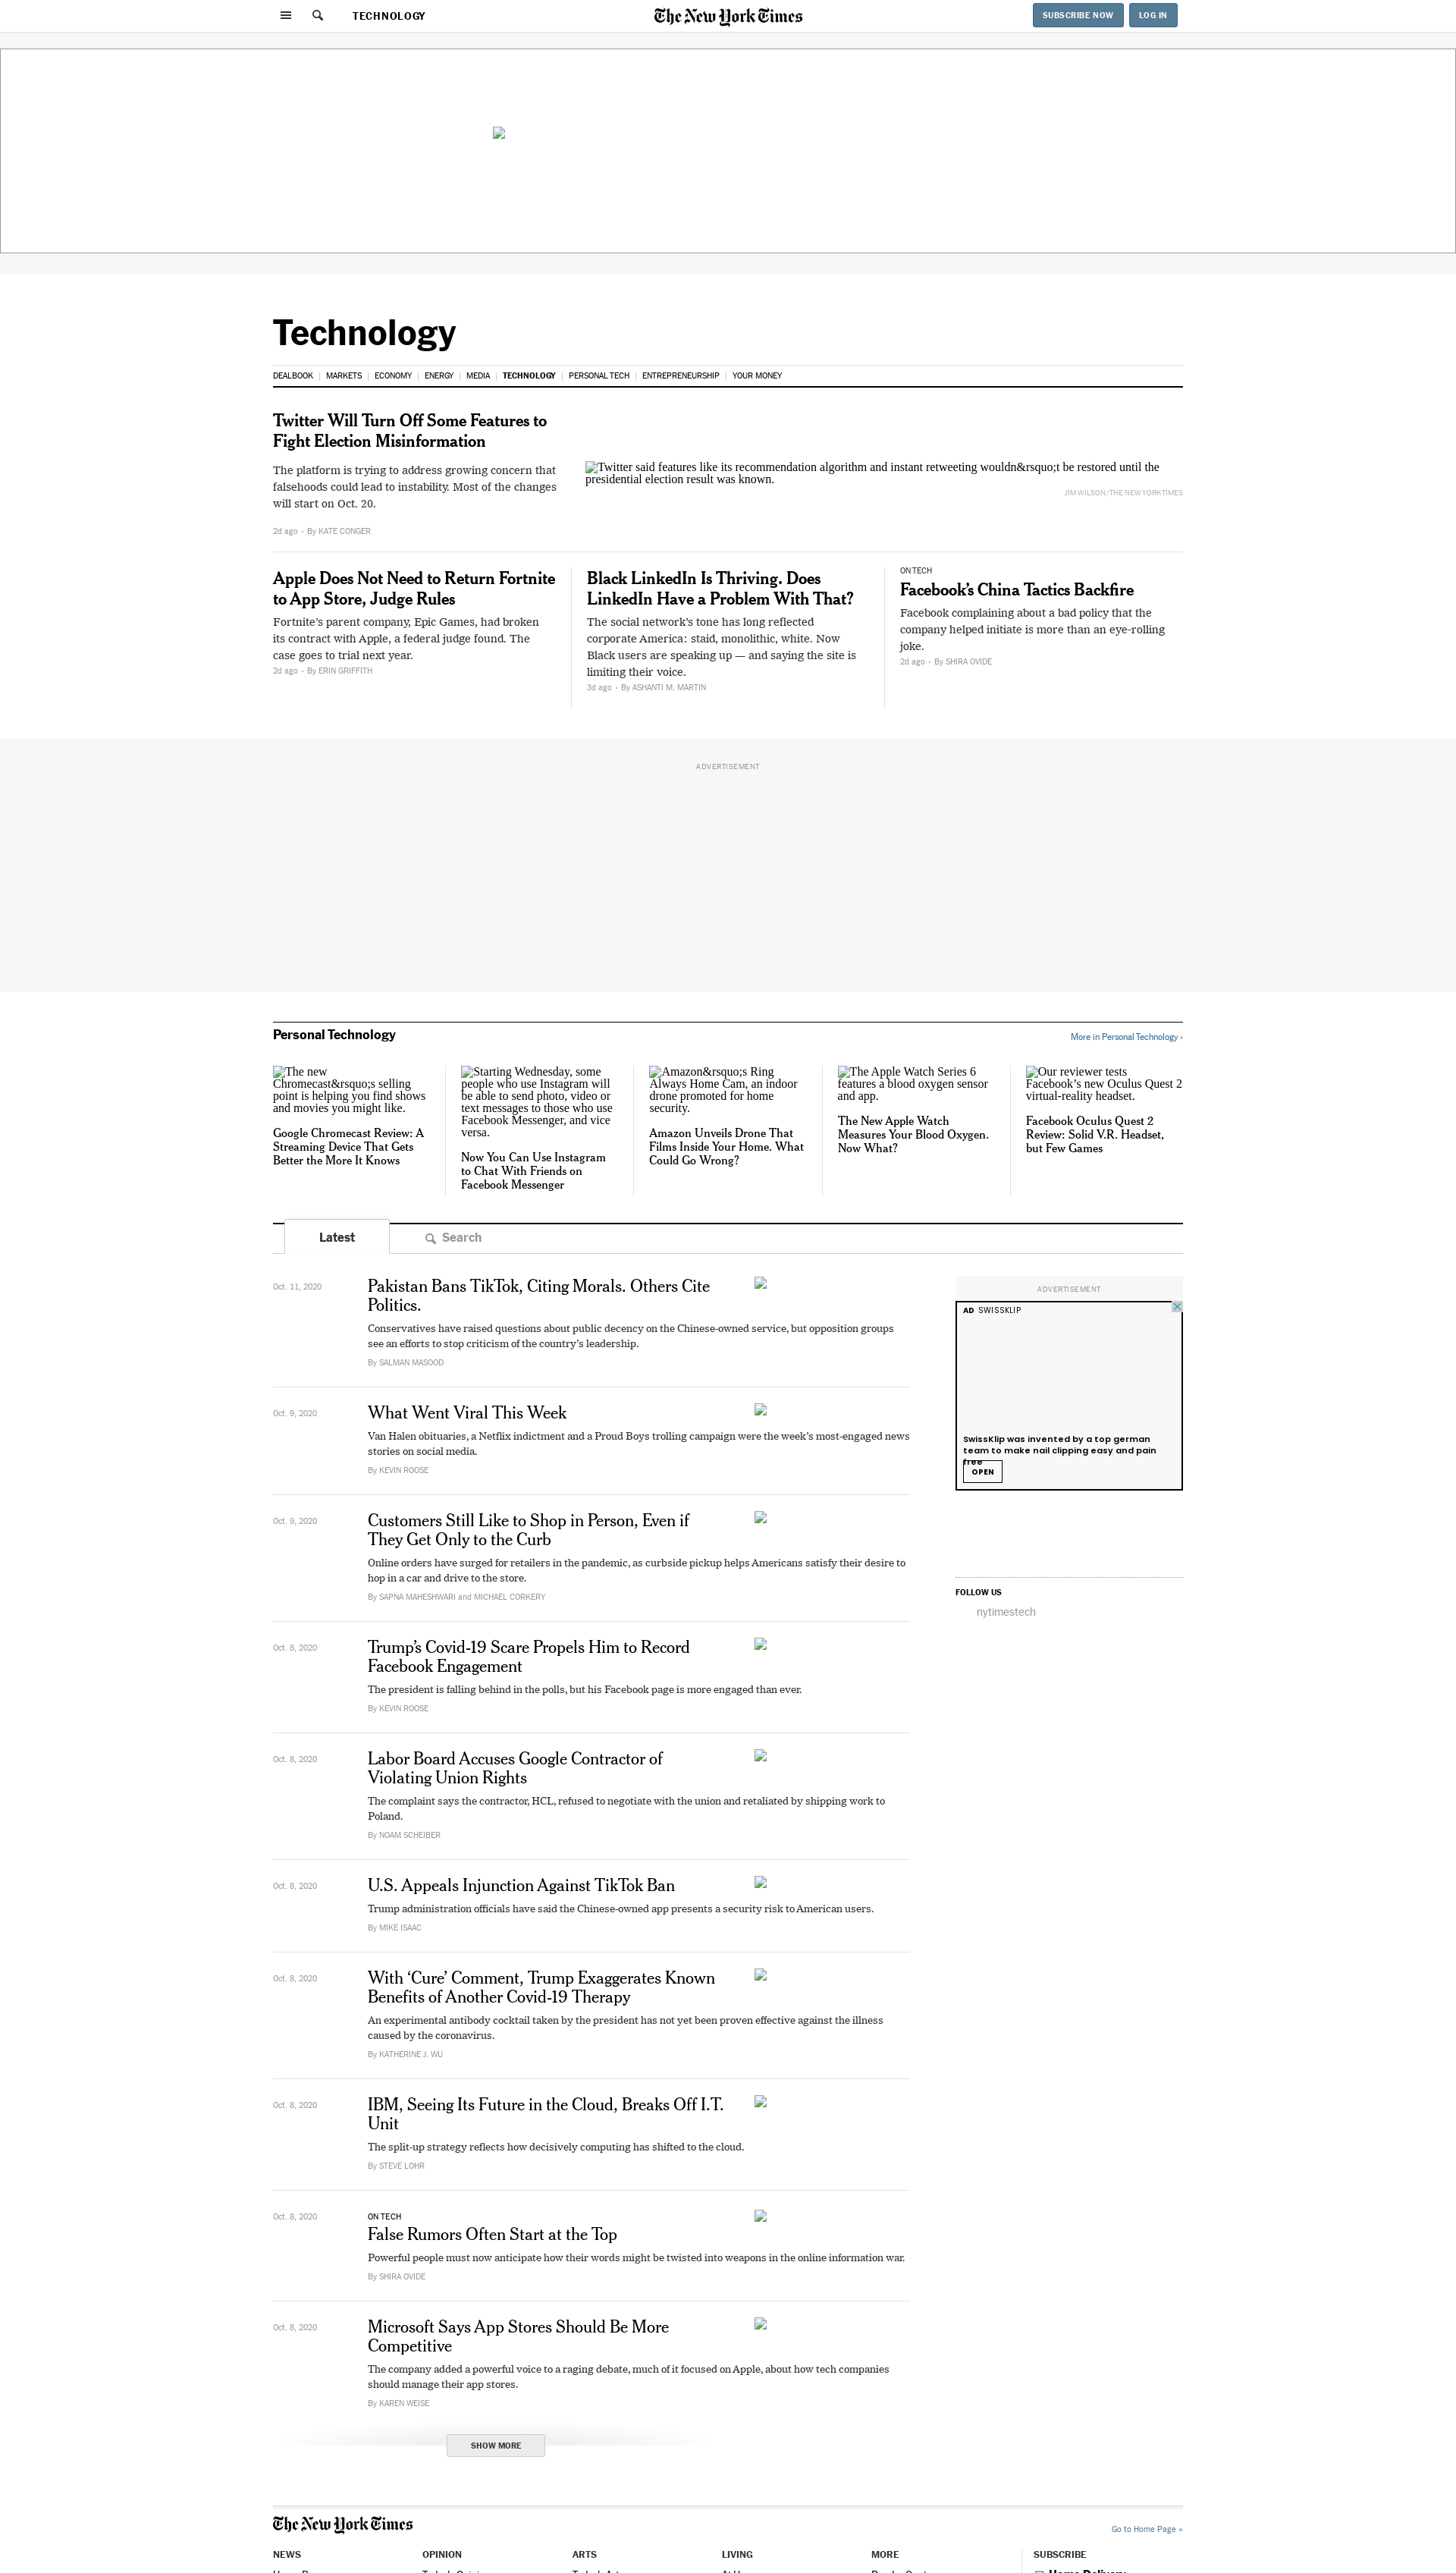 TECHNOLOGY
The New York Times
SUBSCRIBE NOW
LOG IN
Technology
DEALBOOK
MARKETS
ECONOMY
ENERGY
MEDIA
TECHNOLOGY
PERSONAL TECH
ENTREPRENEURSHIP
YOUR MONEY
Twitter Will Turn Off Some Features to
Fight Election Misinformation
The platform is trying to address growing concern that
falsehoods could lead to instability. Most of the changes
will start on Oct. 20.
2d ago • By KATE CONGER
Twitter said features like its recommendation algorithm and instant retweeting wouldn&rsquo;t be restored until the
presidential election result was known.
JIM WILSON/THE NEW YORK TIMES
Apple Does Not Need to Return Fortnite
to App Store, Judge Rules
Fortnite’s parent company, Epic Games, had broken
its contract with Apple, a federal judge found. The
case goes to trial next year.
2d ago • By ERIN GRIFFITH
Black LinkedIn Is Thriving. Does
LinkedIn Have a Problem With That?
The social network’s tone has long reflected
corporate America: staid, monolithic, white. Now
Black users are speaking up — and saying the site is
limiting their voice.
3d ago • By ASHANTI M. MARTIN
ON TECH
Facebook’s China Tactics Backfire
Facebook complaining about a bad policy that the
company helped initiate is more than an eye-rolling
joke.
2d ago • By SHIRA OVIDE
ADVERTISEMENT
Personal Technology
More in Personal Technology ›
The new
Chromecast&rsquo;s selling
point is helping you find shows
and movies you might like.
Google Chromecast Review: A
Streaming Device That Gets
Better the More It Knows
Starting Wednesday, some
people who use Instagram will
be able to send photo, video or
text messages to those who use
Facebook Messenger, and vice
versa.
Now You Can Use Instagram
to Chat With Friends on
Facebook Messenger
Amazon&rsquo;s Ring
Always Home Cam, an indoor
drone promoted for home
security.
Amazon Unveils Drone That
Films Inside Your Home. What
Could Go Wrong?
The Apple Watch Series 6
features a blood oxygen sensor
and app.
The New Apple Watch
Measures Your Blood Oxygen.
Now What?
Our reviewer tests
Facebook’s new Oculus Quest 2
virtual-reality headset.
Facebook Oculus Quest 2
Review: Solid V.R. Headset,
but Few Games
Latest
Search
Oct. 11, 2020
Pakistan Bans TikTok, Citing Morals. Others Cite
Politics.
Conservatives have raised questions about public decency on the Chinese-owned service, but opposition groups
see an efforts to stop criticism of the country’s leadership.
By SALMAN MASOOD
Oct. 9, 2020
What Went Viral This Week
Van Halen obituaries, a Netflix indictment and a Proud Boys trolling campaign were the week’s most-engaged news
stories on social media.
By KEVIN ROOSE
Oct. 9, 2020
Customers Still Like to Shop in Person, Even if
They Get Only to the Curb
Online orders have surged for retailers in the pandemic, as curbside pickup helps Americans satisfy their desire to
hop in a car and drive to the store.
By SAPNA MAHESHWARI and MICHAEL CORKERY
Oct. 8, 2020
Trump’s Covid-19 Scare Propels Him to Record
Facebook Engagement
The president is falling behind in the polls, but his Facebook page is more engaged than ever.
By KEVIN ROOSE
Oct. 8, 2020
Labor Board Accuses Google Contractor of
Violating Union Rights
The complaint says the contractor, HCL, refused to negotiate with the union and retaliated by shipping work to
Poland.
By NOAM SCHEIBER
Oct. 8, 2020
U.S. Appeals Injunction Against TikTok Ban
Trump administration officials have said the Chinese-owned app presents a security risk to American users.
By MIKE ISAAC
Oct. 8, 2020
With ‘Cure’ Comment, Trump Exaggerates Known
Benefits of Another Covid-19 Therapy
An experimental antibody cocktail taken by the president has not yet been proven effective against the illness
caused by the coronavirus.
By KATHERINE J. WU
Oct. 8, 2020
IBM, Seeing Its Future in the Cloud, Breaks Off I.T.
Unit
The split-up strategy reflects how decisively computing has shifted to the cloud.
By STEVE LOHR
Oct. 8, 2020
ON TECH
False Rumors Often Start at the Top
Powerful people must now anticipate how their words might be twisted into weapons in the online information war.
By SHIRA OVIDE
Oct. 8, 2020
Microsoft Says App Stores Should Be More
Competitive
The company added a powerful voice to a raging debate, much of it focused on Apple, about how tech companies
should manage their app stores.
By KAREN WEISE
SHOW MORE
ADVERTISEMENT
AD SWISSKLIP
SwissKlip was invented by a top german
team to make nail clipping easy and pain
free
OPEN
FOLLOW US
nytimestech
The New York Times
Go to Home Page »
NEWS
OPINION
ARTS
LIVING
MORE
SUBSCRIBE